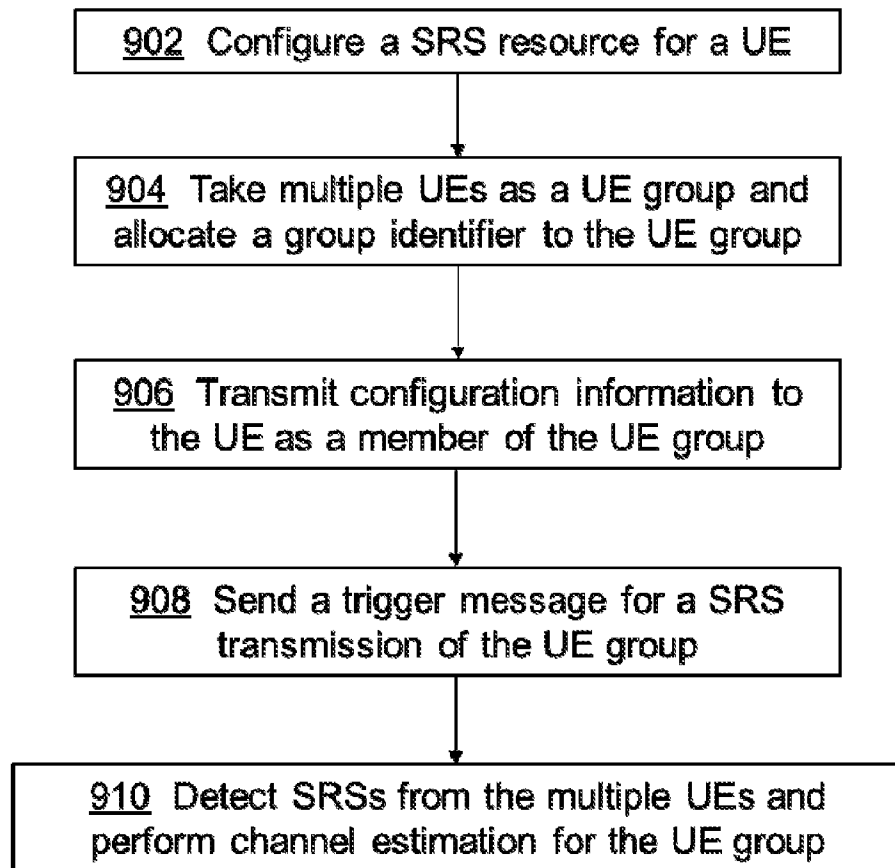 902 Configure a SRS resource for a UE
904 Take multiple UEs as a UE group and
allocate a group identifier to the UE group
906 Transmit configuration information to
the UE as a member of the UE group
908 Send a trigger message for a SRS
transmission of the UE group
910 Detect SRSs from the multiple UEs and
perform channel estimation for the UE group